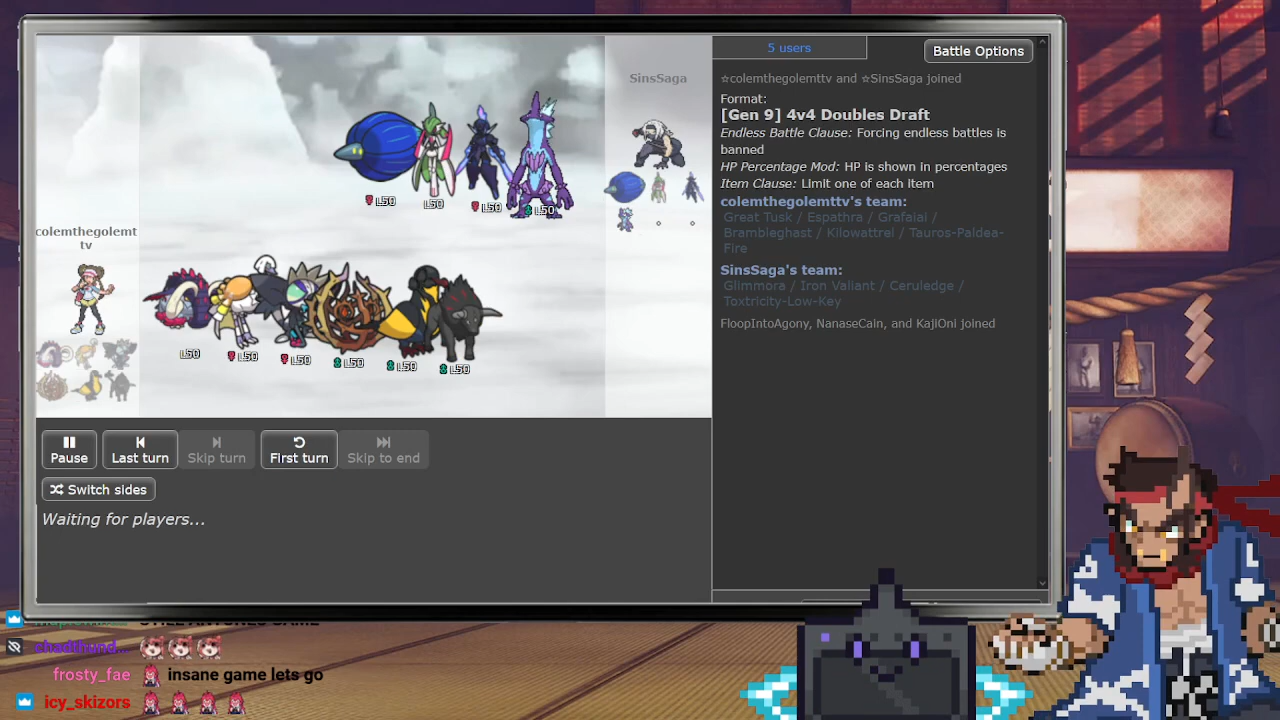 5 users
Battle Options
SinsSaga
☆colemthegolemttv and ☆SinsSaga joined
Format:
[Gen 9] 4v4 Doubles Draft
Endless Battle Clause: Forcing endless battles is
banned
HP Percentage Mod: HP is shown in percentages
Item Clause: Limit one of each item
colemthegolemttv's team:
Great Tusk / Espathra / Grafaiai /
Brambleghast / Kilowattrel / Tauros-Paldea-
Fire
SinsSaga's team:
Glimmora / Iron Valiant / Ceruledge /
Toxtricity-Low-Key
FloopIntoAgony, NanaseCain, and KajiOni joined
L50
L50
L50
L50
colemthegolemt
tv
L50
L50
L50
L50
L50
L50
Pause
Last turn
Skip turn
First turn
Skip to end
Switch sides
Waiting for players...
chadthund...
frosty_fae insane game lets go
icy_skizors